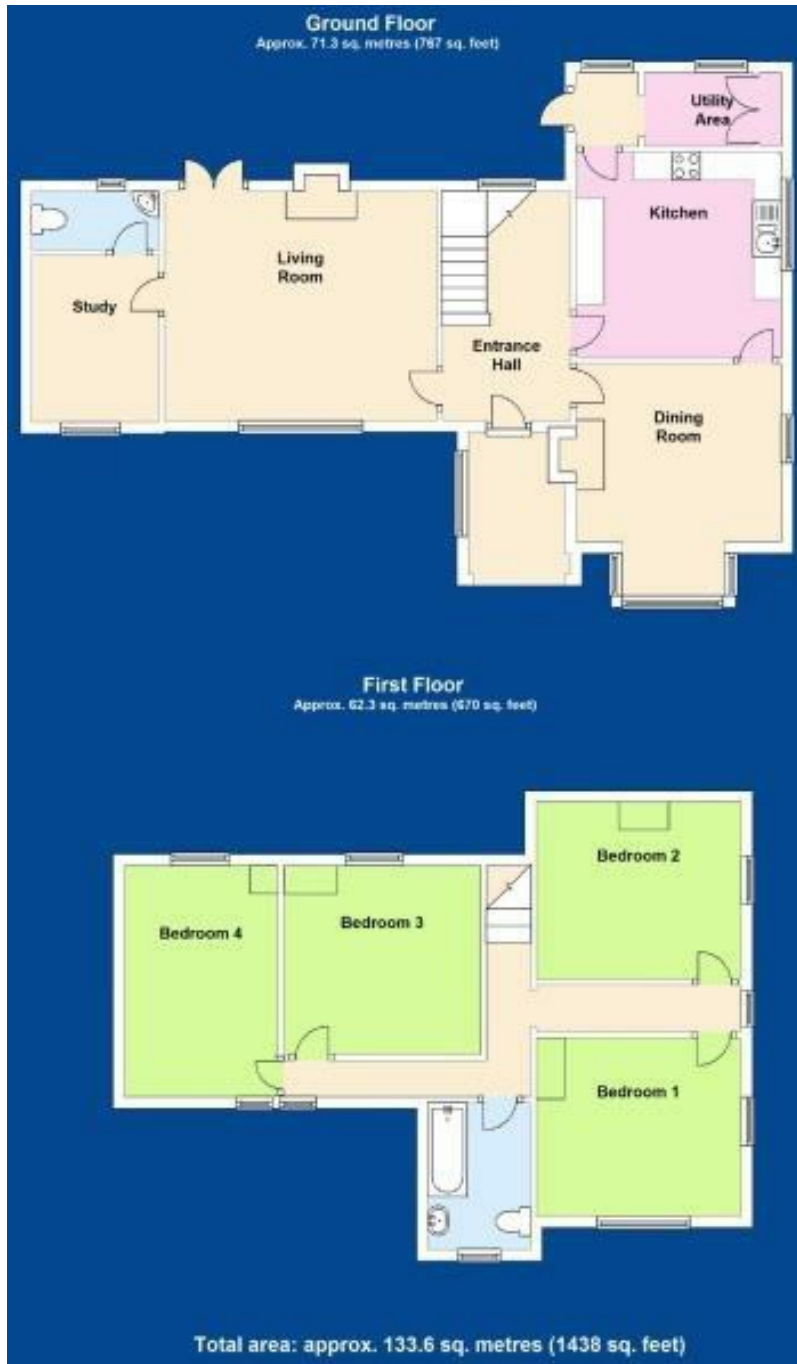 Ground Floor
Approx. 71.3 sq. metres (767 sq. feet)
Utility
Area
Kitchen
Living
Room
Study
Entrance
Hall
Dining
Room
First Floor
Approx. 62.3 sq. metres (670 sq. feet)
Bedroom 2
Bedroom 4
Bedroom 3
Bedroom 1
Total area: approx. 133.6 sq. metres (1438 sq. feet)